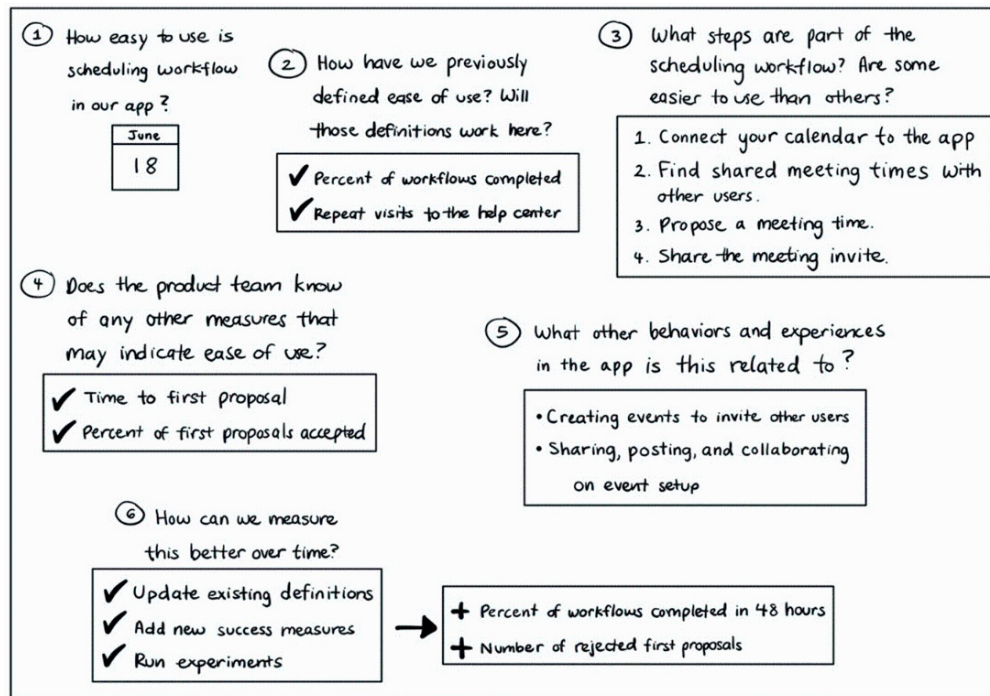 1 How easy to use is
scheduling workflow
in our app?
June
18
2 How have we previously
defined ease of use? Will
those definitions work here?
✓ Percent of workflows completed
✓ Repeat visits to the help center
3 What steps are part of the
scheduling workflow? Are some
easier to use than others?
1. Connect your calendar to the app
2. Find shared meeting times with
other users.
3. Propose a meeting time.
4. Share the meeting invite.
4 Does the product team know
of any other measures that
may indicate ease of use?
✓ Time to first proposal
✓ Percent of first proposals accepted
5 What other behaviors and experiences
in the app is this related to?
• Creating events to invite other users
• Sharing, posting, and collaborating
on event setup
6 How can we measure
this better over time?
✓ Update existing definitions
✓ Add new success measures
✓ Run experiments
+ Percent of workflows completed in 48 hours
+ Number of rejected first proposals